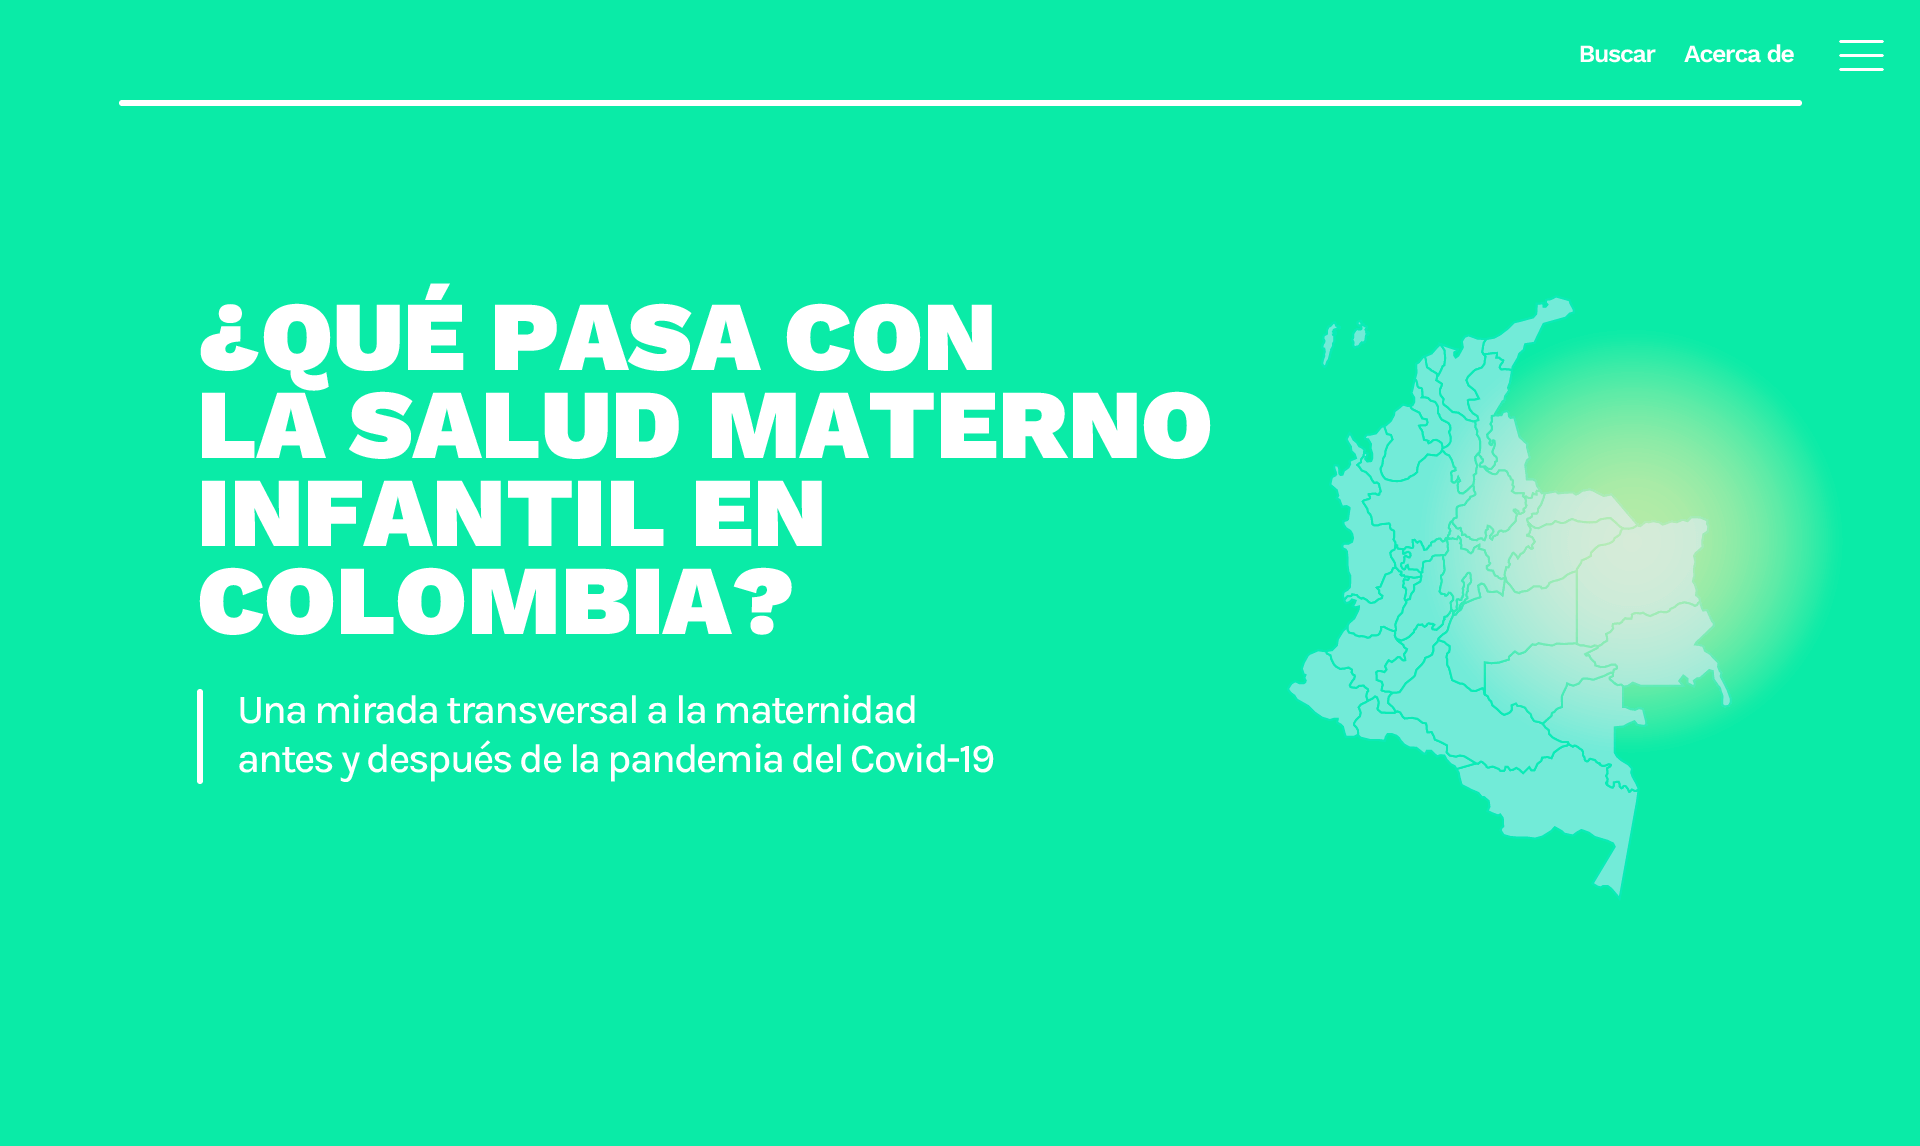 Buscar Acerca de
¿QUÉ PASA CON
LA SALUD MATERNO
INFANTIL EN
COLOMBIA?
Una mirada transversal a la maternidad
antes y después de la pandemia del Covid-19